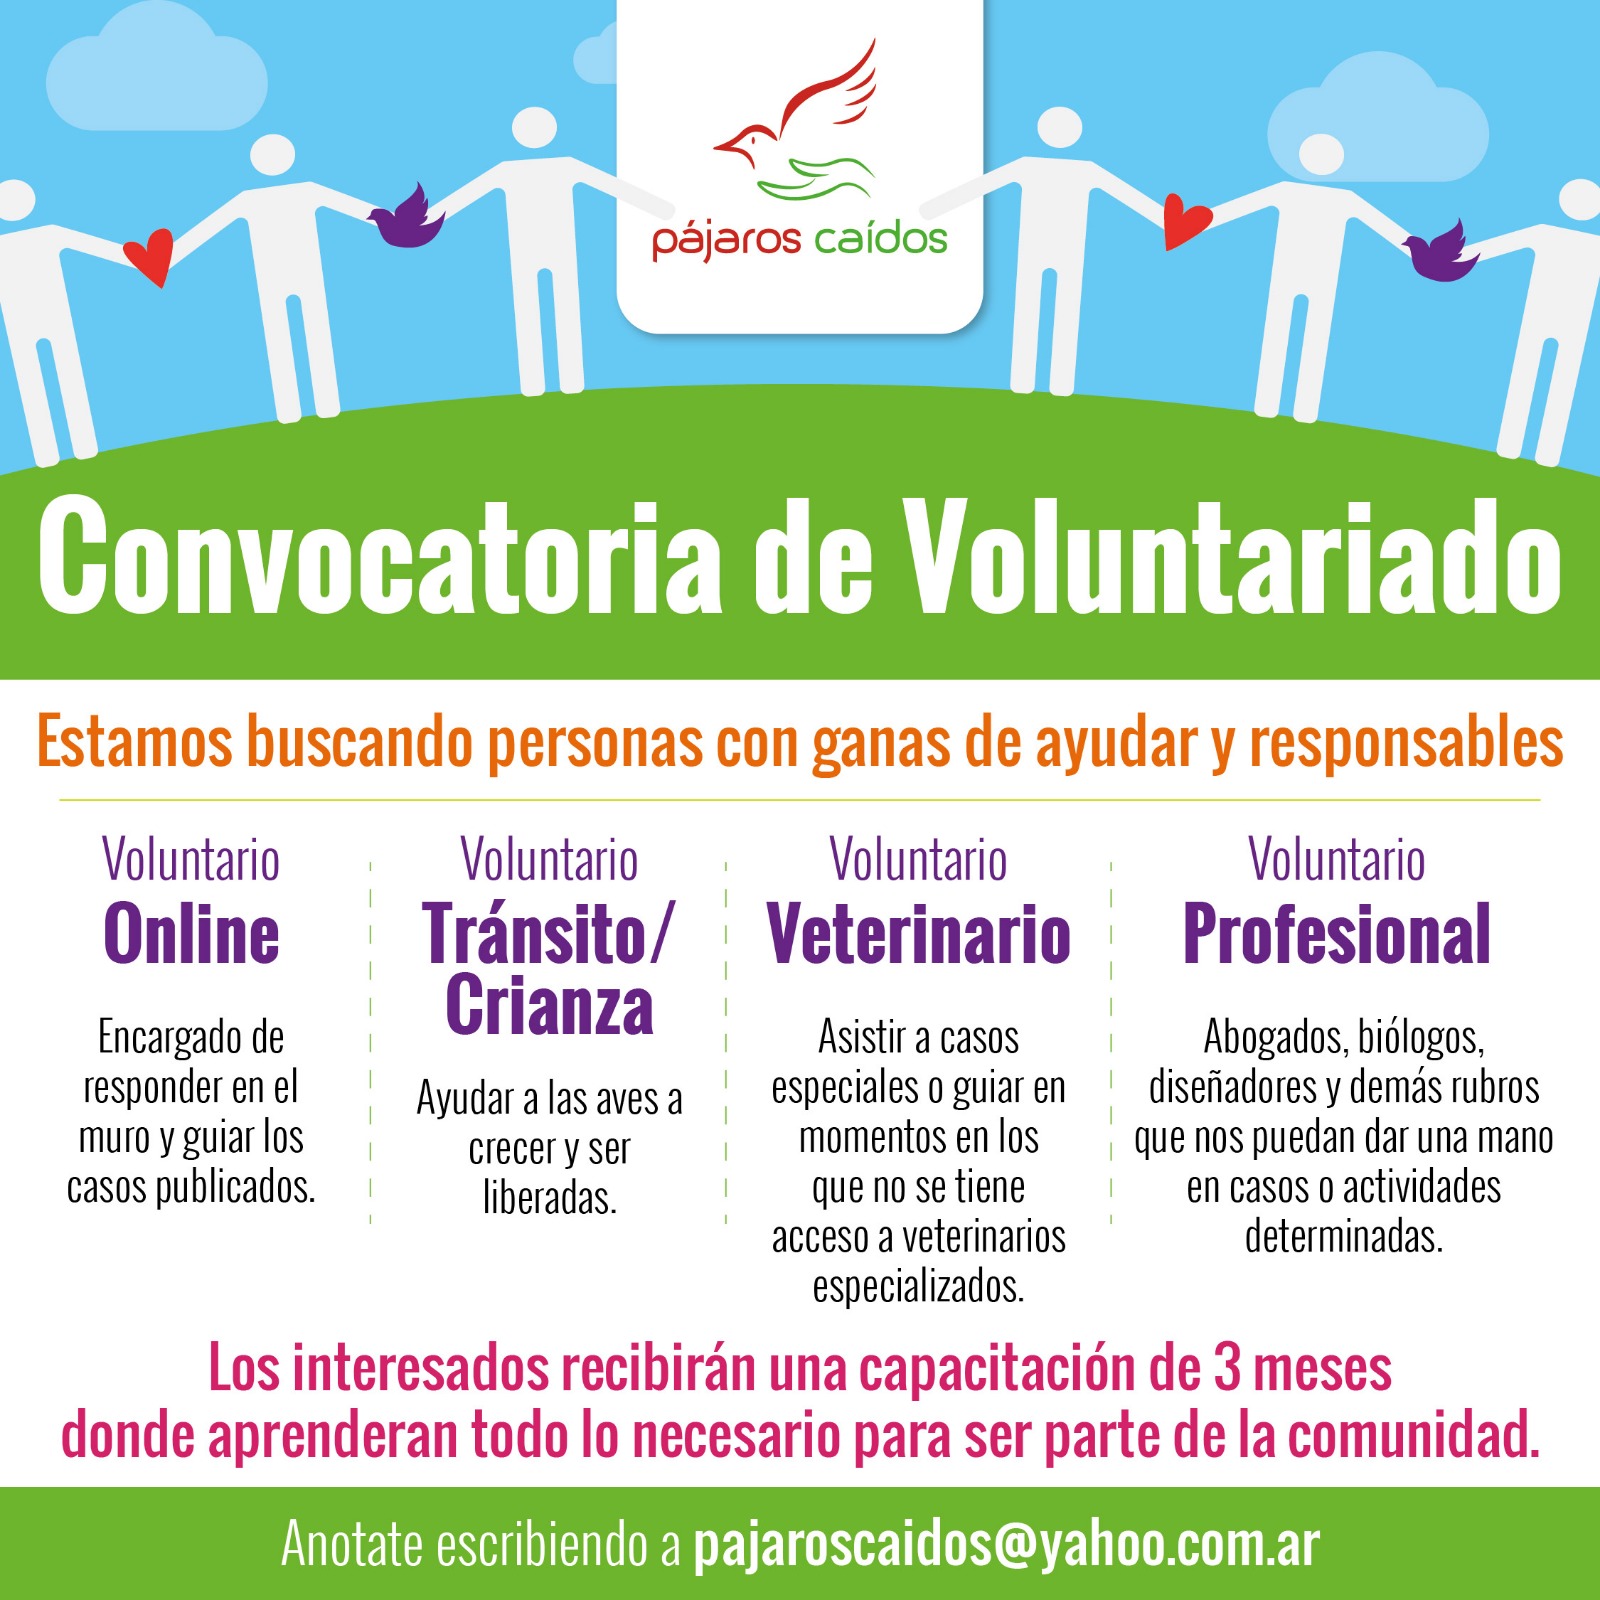 pájaros caídos
Convocatoria de Voluntariado
Estamos buscando personas con ganas de ayudar y responsables
Voluntario
Online
Encargado de
responder en el
muro y guiar los
casos publicados.
Voluntario
Tránsito/
Crianza
Ayudar a las aves a
crecer y ser
liberadas.
Voluntario
Veterinario
Asistir a casos
especiales o guiar en
momentos en los
que no se tiene
acceso a veterinarios
especializados.
Voluntario
Profesional
Abogados, biólogos,
diseñadores y demás rubros
que nos puedan dar una mano
en casos o actividades
determinadas.
Los interesados recibirán una capacitación de 3 meses
donde aprenderan todo lo necesario para ser parte de la comunidad.
Anotate escribiendo a pajaroscaidos@yahoo.com.ar